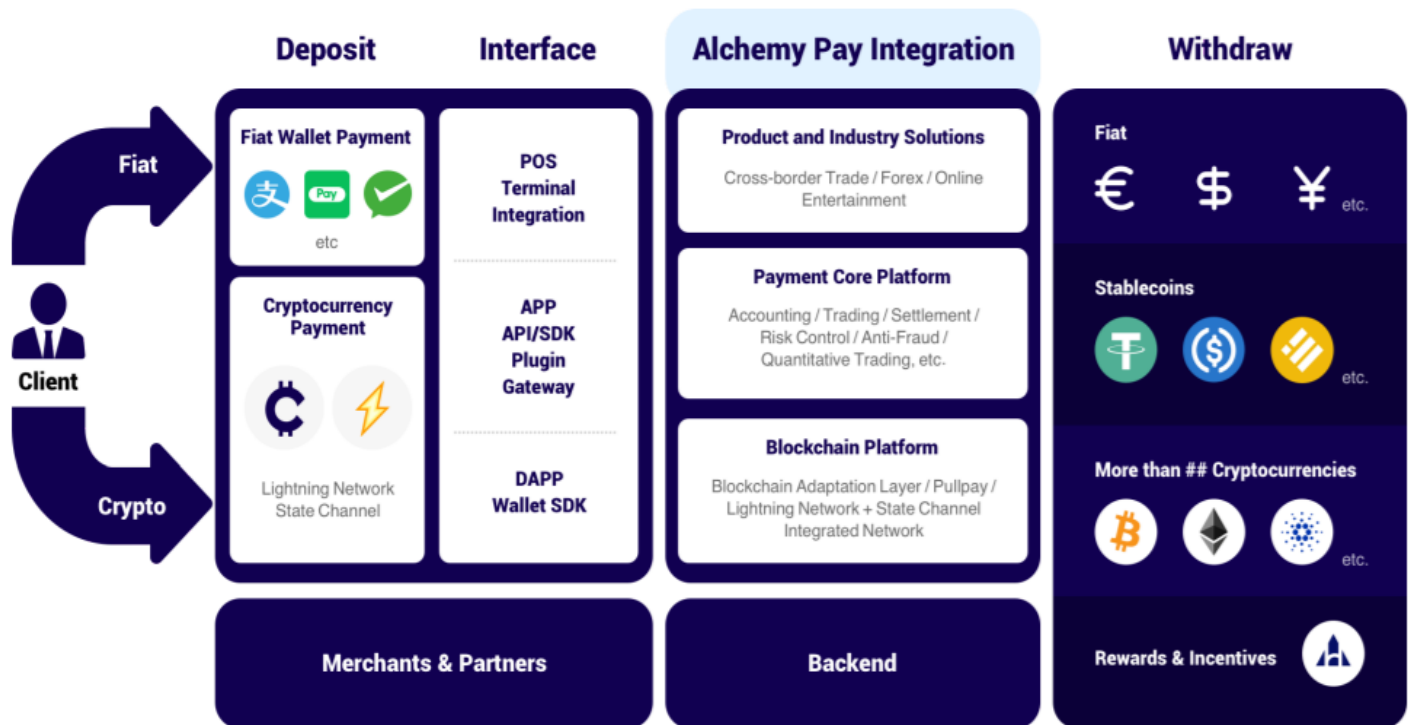 Deposit
Interface
Alchemy Pay Integration
Withdraw
Fiat
Client
Crypto
Fiat Wallet Payment
支
Pay
etc
Cryptocurrency
Payment
Lightning Network
State Channel
POS
Terminal
Integration
APP
API/SDK
Plugin
Gateway
DAPP
Wallet SDK
Merchants & Partners
Product and Industry Solutions
Cross-border Trade / Forex / Online
Entertainment
Payment Core Platform
Accounting / Trading / Settlement /
Risk Control / Anti-Fraud /
Quantitative Trading, etc.
Blockchain Platform
Blockchain Adaptation Layer / Pullpay /
Lightning Network + State Channel
Integrated Network
Backend
Fiat
€ $ ¥ etc.
Stablecoins
etc.
More than ## Cryptocurrencies
etc.
Rewards & Incentives